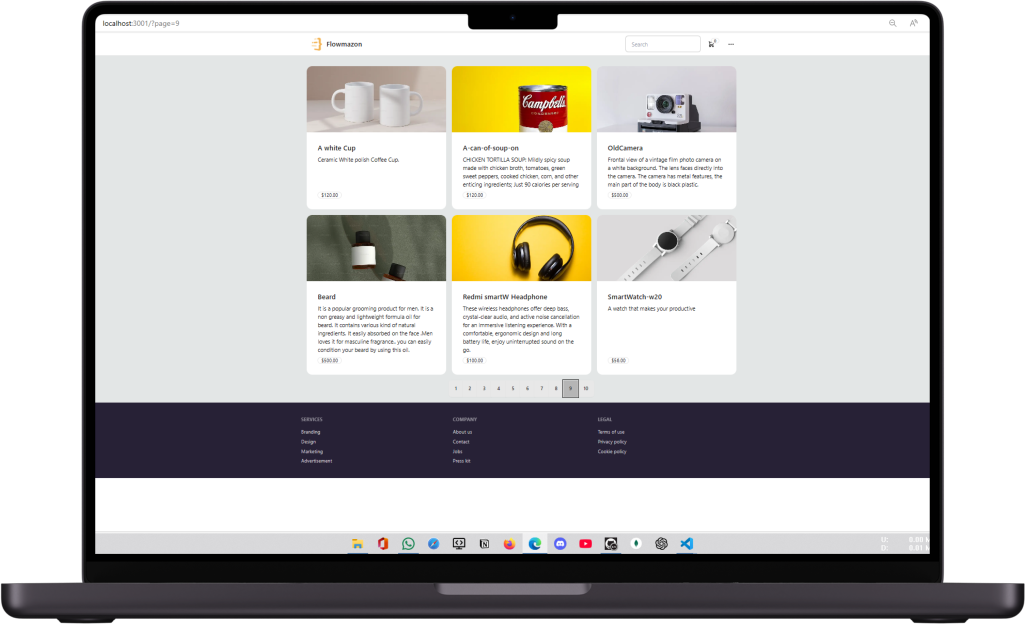 localhost:3001/?page=9
Flowmazon
Search
0
A white Cup
Ceramic White polish Coffee Cup.
$120.00
Campbell's
A-can-of-soup-on
CHICKEN TORTILLA SOUP: Mildly spicy soup
made with chicken broth, tomatoes, green
sweet peppers, cooked chicken, corn, and other
enticing ingredients; Just 90 calories per serving
$120.00
OldCamera
Frontal view of a vintage film photo camera on
a white background. The lens faces directly into
the camera. The camera has metal features, the
main part of the body is black plastic.
Beard
It is a popular grooming product for men. It is a
non greasy and lightweight formula oil for
beard. It contains various kind of natural
ingredients. It easily absorbed on the face .Men
loves it for masculine fragrance., you can easily
condition your beard by using this oil.
$500.00
Redmi smartW Headphone
These wireless headphones offer deep bass,
crystal-clear audio, and active noise cancellation
for an immersive listening experience. With a
comfortable, ergonomic design and long
battery life, enjoy uninterrupted sound on the
go.
$100.00
SmartWatch-w20
A watch that makes your productive
$58.00
1 2 3 4 5 6 7 8 9 10
SERVICES
Branding
Design
Marketing
Advertisement
COMPANY
About us
Contact
Jobs
Press kit
LEGAL
Terms of use
Privacy policy
Cookie policy
U:
D: